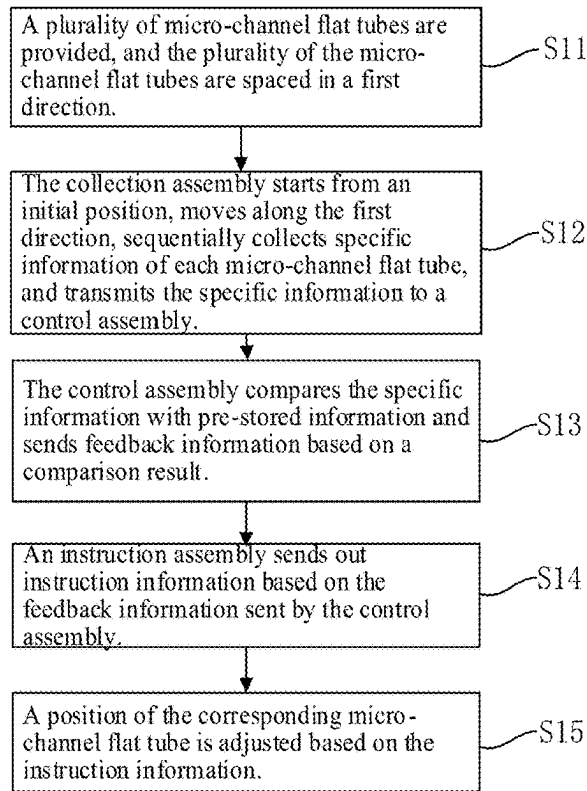 A plurality of micro-channel flat tubes are
provided, and the plurality of the micro-
channel flat tubes are spaced in a first
direction.
S11
The collection assembly starts from an
initial position, moves along the first
direction, sequentially collects specific
information of each micro-channel flat tube,
and transmits the specific information to a
control assembly.
S12
The control assembly compares the specific
information with pre-stored information and
sends feedback information based on a
comparison result.
S13
An instruction assembly sends out
instruction information based on the
feedback information sent by the control
assembly.
S14
A position of the corresponding micro-
channel flat tube is adjusted based on the
instruction information.
S15